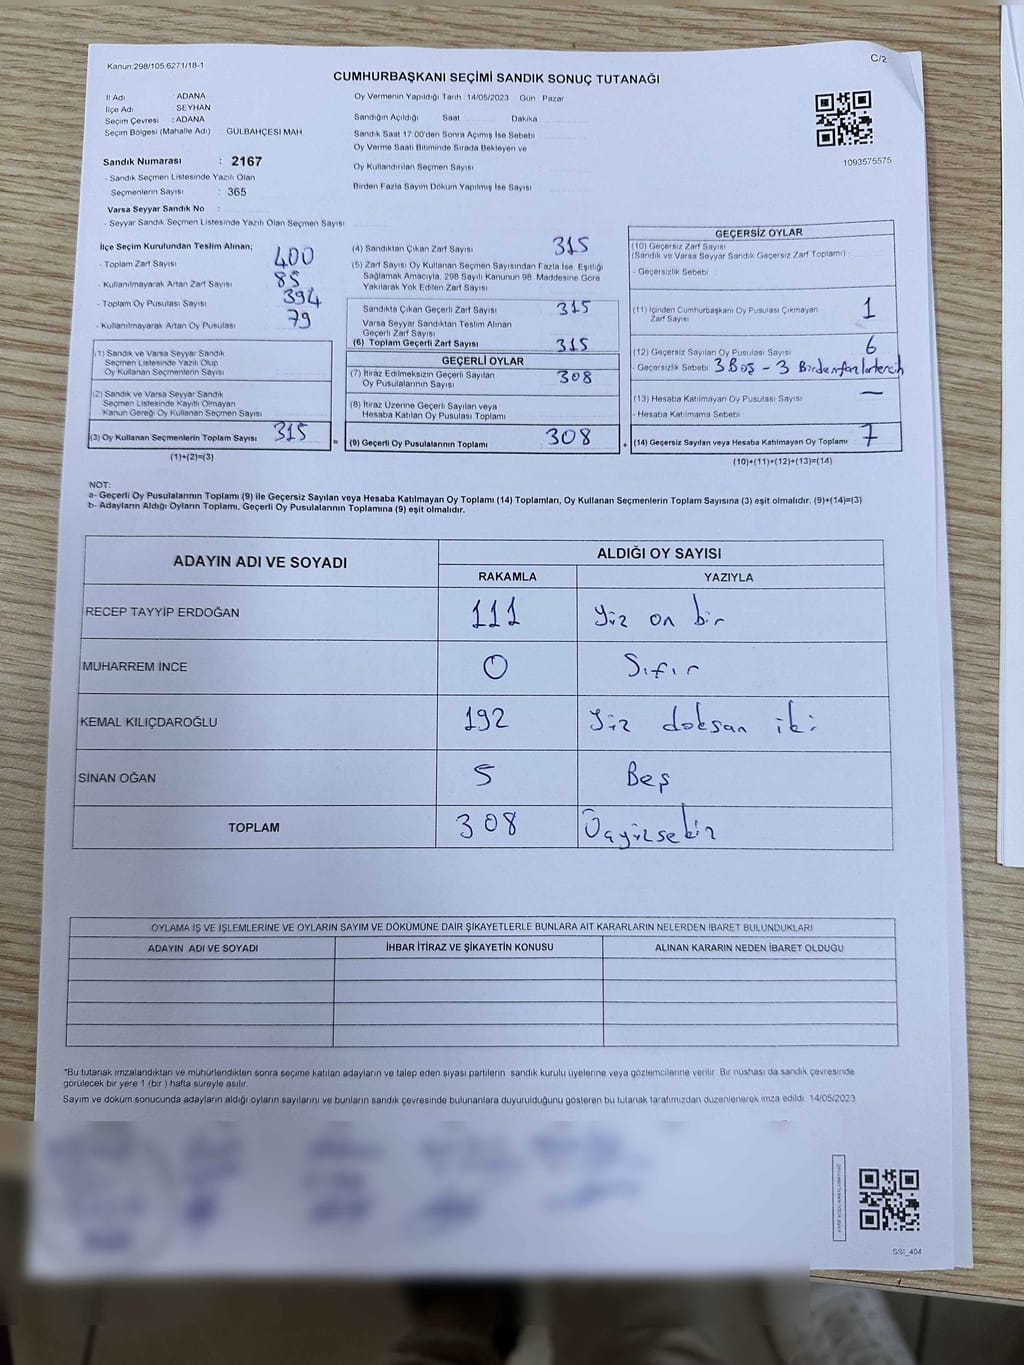 Kanun.298/105.6271/18-1
C/2
CUMHURBAŞKANI SEÇİMİ SANDIK SONUÇ TUTANAĞI
İl Adı : ADANA
İlçe Adı : SEYHAN
Seçim Çevresi : ADANA
Seçim Bölgesi (Mahalle Adı) GÜLBAHÇESİ MAH
Sandık Numarası : 2167
- Sandık Seçmen Listesinde Yazılı Olan
Seçmenlerin Sayısı : 365
Varsa Seyyar Sandık No :
- Seyyar Sandık Seçmen Listesinde Yazılı Olan Seçmen Sayısı
Oy Vermenin Yapıldığı Tarih 14/05/2023 Gün Pazar
Sandığın Açıldığı Saat Dakika
Sandık Saat 17.00'den Sonra Açılmış İse Sebebi
Oy Verme Saati Bitiminde Sırada Bekleyen ve
Oy Kullandırılan Seçmen Sayısı
Birden Fazla Sayım Döküm Yapılmış İse Sayısı
1093575575
İlçe Seçim Kurulundan Teslim Alınan;
- Toplam Zarf Sayısı 400
- Kullanılmayarak Artan Zarf Sayısı 85
- Toplam Oy Pusulası Sayısı 394
- Kullanılmayarak Artan Oy Pusulası 79
(1) Sandık ve Varsa Seyyar Sandık
Seçmen Listesinde Yazılı Olup
Oy Kullanan Seçmenlerin Sayısı
(2) Sandık ve Varsa Seyyar Sandık
Seçmen Listesinde Kayıtlı Olmayan
Kanun Gereği Oy Kullanan Seçmen Sayısı
(3) Oy Kullanan Seçmenlerin Toplam Sayısı 315
(1)+(2)=(3)
=
(4) Sandıktan Çıkan Zarf Sayısı 315
(5) Zarf Sayısı Oy Kullanan Seçmen Sayısından Fazla İse, Eşitliği
Sağlamak Amacıyla, 298 Sayılı Kanunun 98. Maddesine Göre
Yakılarak Yok Edilen Zarf Sayısı
Sandıkta Çıkan Geçerli Zarf Sayısı 315
Varsa Seyyar Sandıktan Teslim Alınan
Geçerli Zarf Sayısı
(6) Toplam Geçerli Zarf Sayısı 315
GEÇERLİ OYLAR
(7) İtiraz Edilmeksizin Geçerli Sayılan
Oy Pusulalarının Sayısı 308
(8) İtiraz Üzerine Geçerli Sayılan veya
Hesaba Katılan Oy Pusulası Toplamı
(9) Geçerli Oy Pusulalarının Toplamı 308
+
GEÇERSİZ OYLAR
(10) Geçersiz Zarf Sayısı
(Sandık ve Varsa Seyyar Sandık Geçersiz Zarf Toplamı)
- Geçersizlik Sebebi
(11) İçinden Cumhurbaşkanı Oy Pusulası Çıkmayan
Zarf Sayısı 1
(12) Geçersiz Sayılan Oy Pusulası Sayısı 6
- Geçersizlik Sebebi 3 Boş - 3 Birden fazla tercih
(13) Hesaba Katılmayan Oy Pusulası Sayısı —
- Hesaba Katılmama Sebebi
(14) Geçersiz Sayılan veya Hesaba Katılmayan Oy Toplamı 7
(10)+(11)+(12)+(13)=(14)
NOT:
a- Geçerli Oy Pusulalarının Toplamı (9) ile Geçersiz Sayılan veya Hesaba Katılmayan Oy Toplamı (14) Toplamları, Oy Kullanan Seçmenlerin Toplam Sayısına (3) eşit olmalıdır. (9)+(14)=(3)
b- Adayların Aldığı Oyların Toplamı, Geçerli Oy Pusulalarının Toplamına (9) eşit olmalıdır.
ADAYIN ADI VE SOYADI ALDIĞI OY SAYISI
RAKAMLA YAZIYLA
RECEP TAYYİP ERDOĞAN 111 Yüz on bir
MUHARREM İNCE 0 Sıfır
KEMAL KILIÇDAROĞLU 192 Yüz doksan iki
SİNAN OĞAN 5 Beş
TOPLAM 308 Üçyüzsekiz
OYLAMA İŞ VE İŞLEMLERİNE VE OYLARIN SAYIM VE DÖKÜMÜNE DAİR ŞİKAYETLERLE BUNLARA AİT KARARLARIN NELERDEN İBARET BULUNDUKLARI
ADAYIN ADI VE SOYADI İHBAR İTİRAZ VE ŞİKAYETİN KONUSU ALINAN KARARIN NEDEN İBARET OLDUĞU
*Bu tutanak imzalandıktan ve mühürlendikten sonra seçime katılan adayların ve talep eden siyasi partilerin sandık kurulu üyelerine veya gözlemcilerine verilir. Bir nüshası da sandık çevresinde
görülecek bir yere 1 (bir) hafta süreyle asılır.
Sayım ve döküm sonucunda adayların aldığı oyların sayılarını ve bunların sandık çevresinde bulunanlara duyurulduğunu gösteren bu tutanak tarafımızdan düzenlenerek imza edildi. 14/05/2023
SSI_404